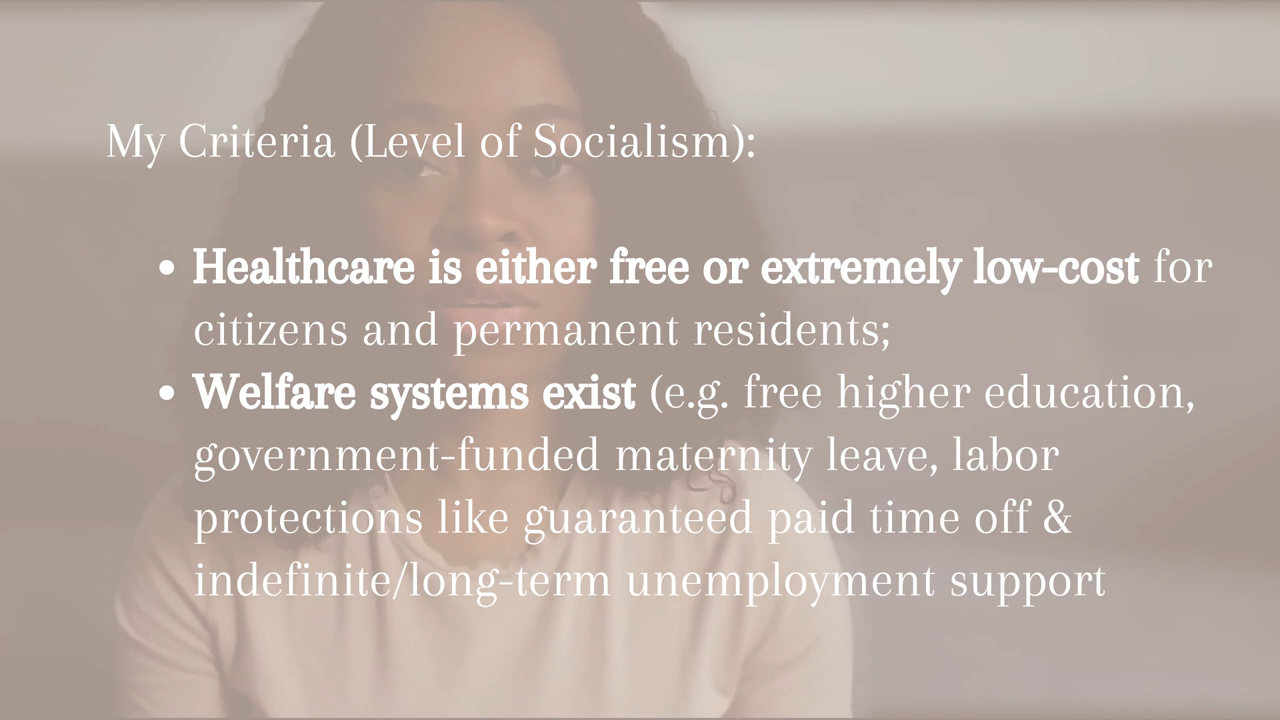 My Criteria (Level of Socialism):
• Healthcare is either free or extremely low-cost for
citizens and permanent residents;
• Welfare systems exist (e.g. free higher education,
government-funded maternity leave, labor
protections like guaranteed paid time off &
indefinite/long-term unemployment support